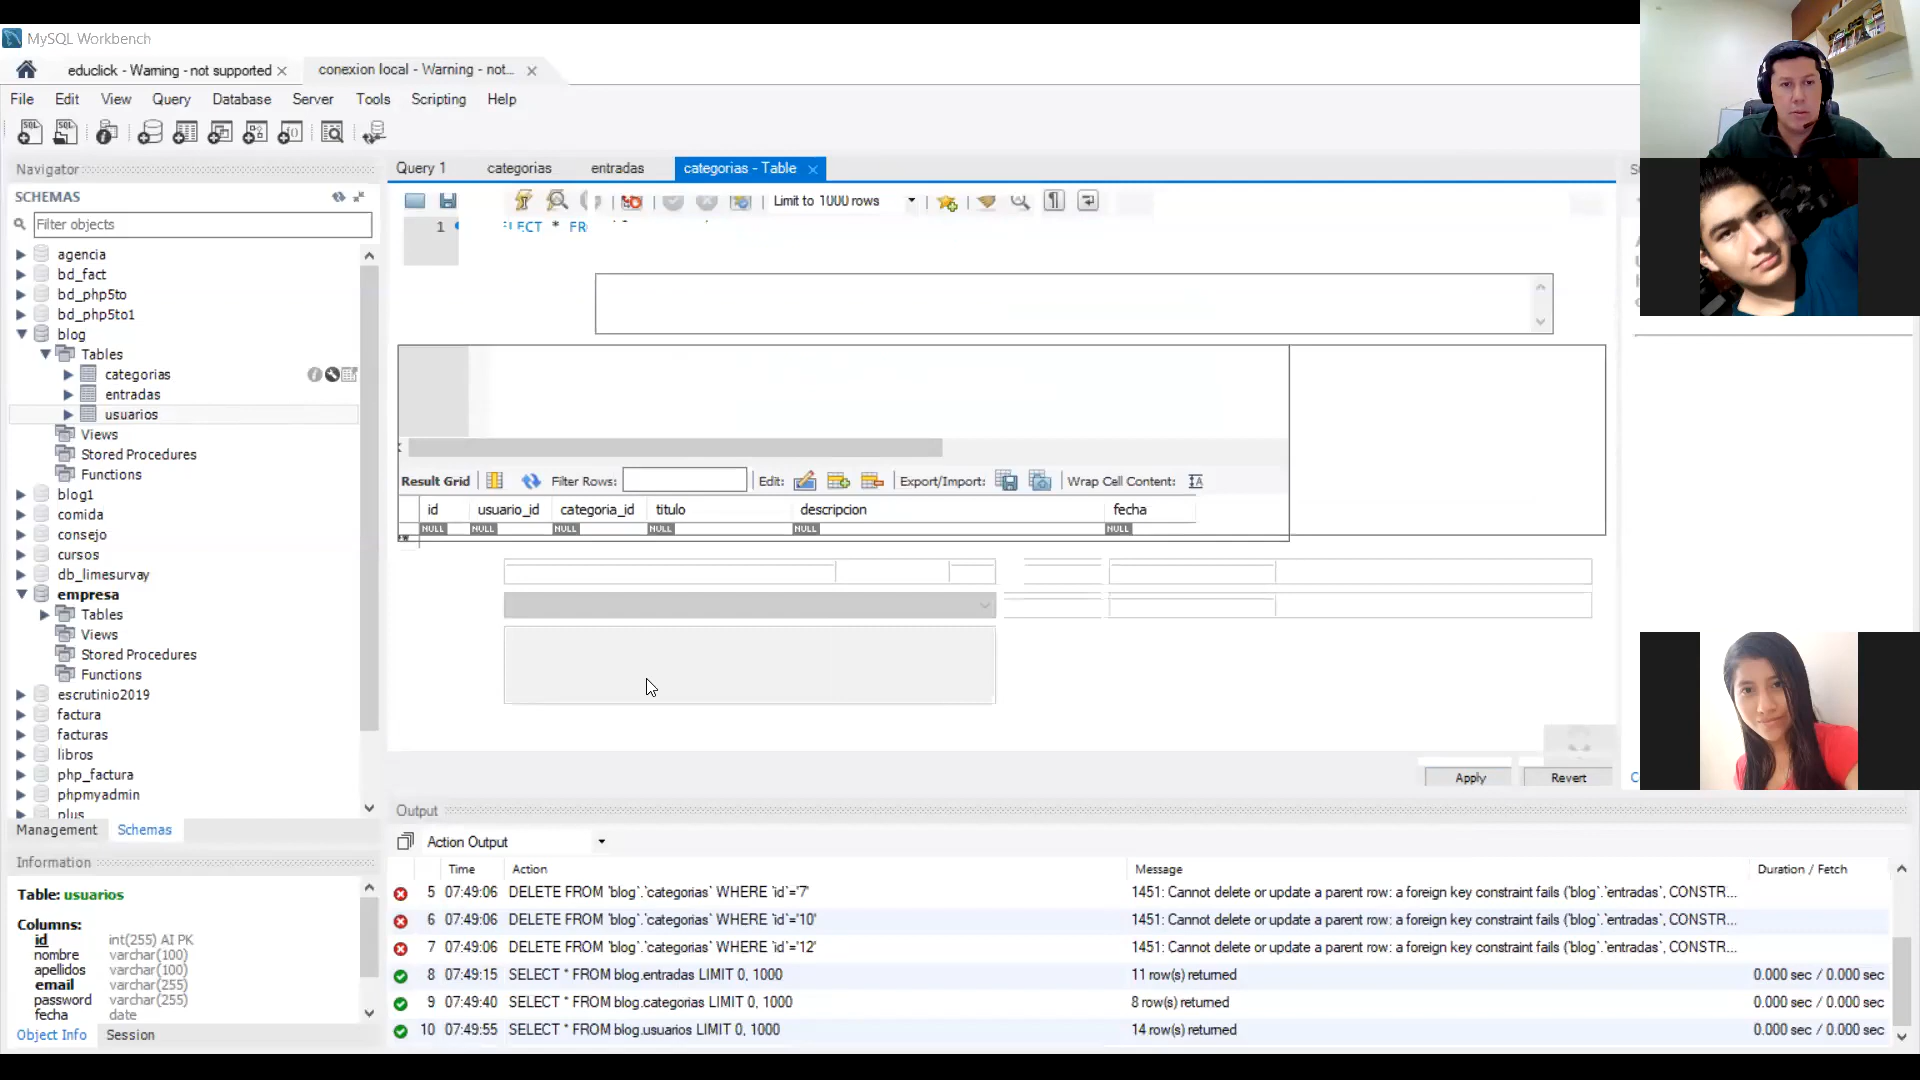 MySQL Workbench
educlick - Warning - not supported
conexion local - Warning - not...
File Edit View Query Database Server Tools Scripting Help
Navigator
SCHEMAS
Filter objects
agencia
bd_fact
bd_php5to
bd_php5to1
blog
Tables
categorias
entradas
usuarios
Views
Stored Procedures
Functions
blog1
comida
consejo
cursos
db_limesurvay
empresa
Tables
Views
Stored Procedures
Functions
escrutinio2019
factura
facturas
libros
php_factura
phpmyadmin
plus
Management Schemas
Information
Table: usuarios
Columns:
id int(255) AI PK
nombre varchar(100)
apellidos varchar(100)
email varchar(255)
password varchar(255)
fecha date
Object Info Session
Query 1 categorias entradas categorias - Table
Limit to 1000 rows
1 ELECT * FR
Result Grid Filter Rows: Edit: Export/Import: Wrap Cell Content:
id usuario_id categoria_id titulo descripcion fecha
NULL NULL NULL NULL NULL NULL
Apply Revert
Output
Action Output
Time Action Message Duration / Fetch
5 07:49:06 DELETE FROM `blog`.`categorias` WHERE `id`='7' 1451: Cannot delete or update a parent row: a foreign key constraint fails (`blog`.`entradas`, CONSTR...
6 07:49:06 DELETE FROM `blog`.`categorias` WHERE `id`='10' 1451: Cannot delete or update a parent row: a foreign key constraint fails (`blog`.`entradas`, CONSTR...
7 07:49:06 DELETE FROM `blog`.`categorias` WHERE `id`='12' 1451: Cannot delete or update a parent row: a foreign key constraint fails (`blog`.`entradas`, CONSTR...
8 07:49:15 SELECT * FROM blog.entradas LIMIT 0, 1000 11 row(s) returned 0.000 sec / 0.000 sec
9 07:49:40 SELECT * FROM blog.categorias LIMIT 0, 1000 8 row(s) returned 0.000 sec / 0.000 sec
10 07:49:55 SELECT * FROM blog.usuarios LIMIT 0, 1000 14 row(s) returned 0.000 sec / 0.000 sec